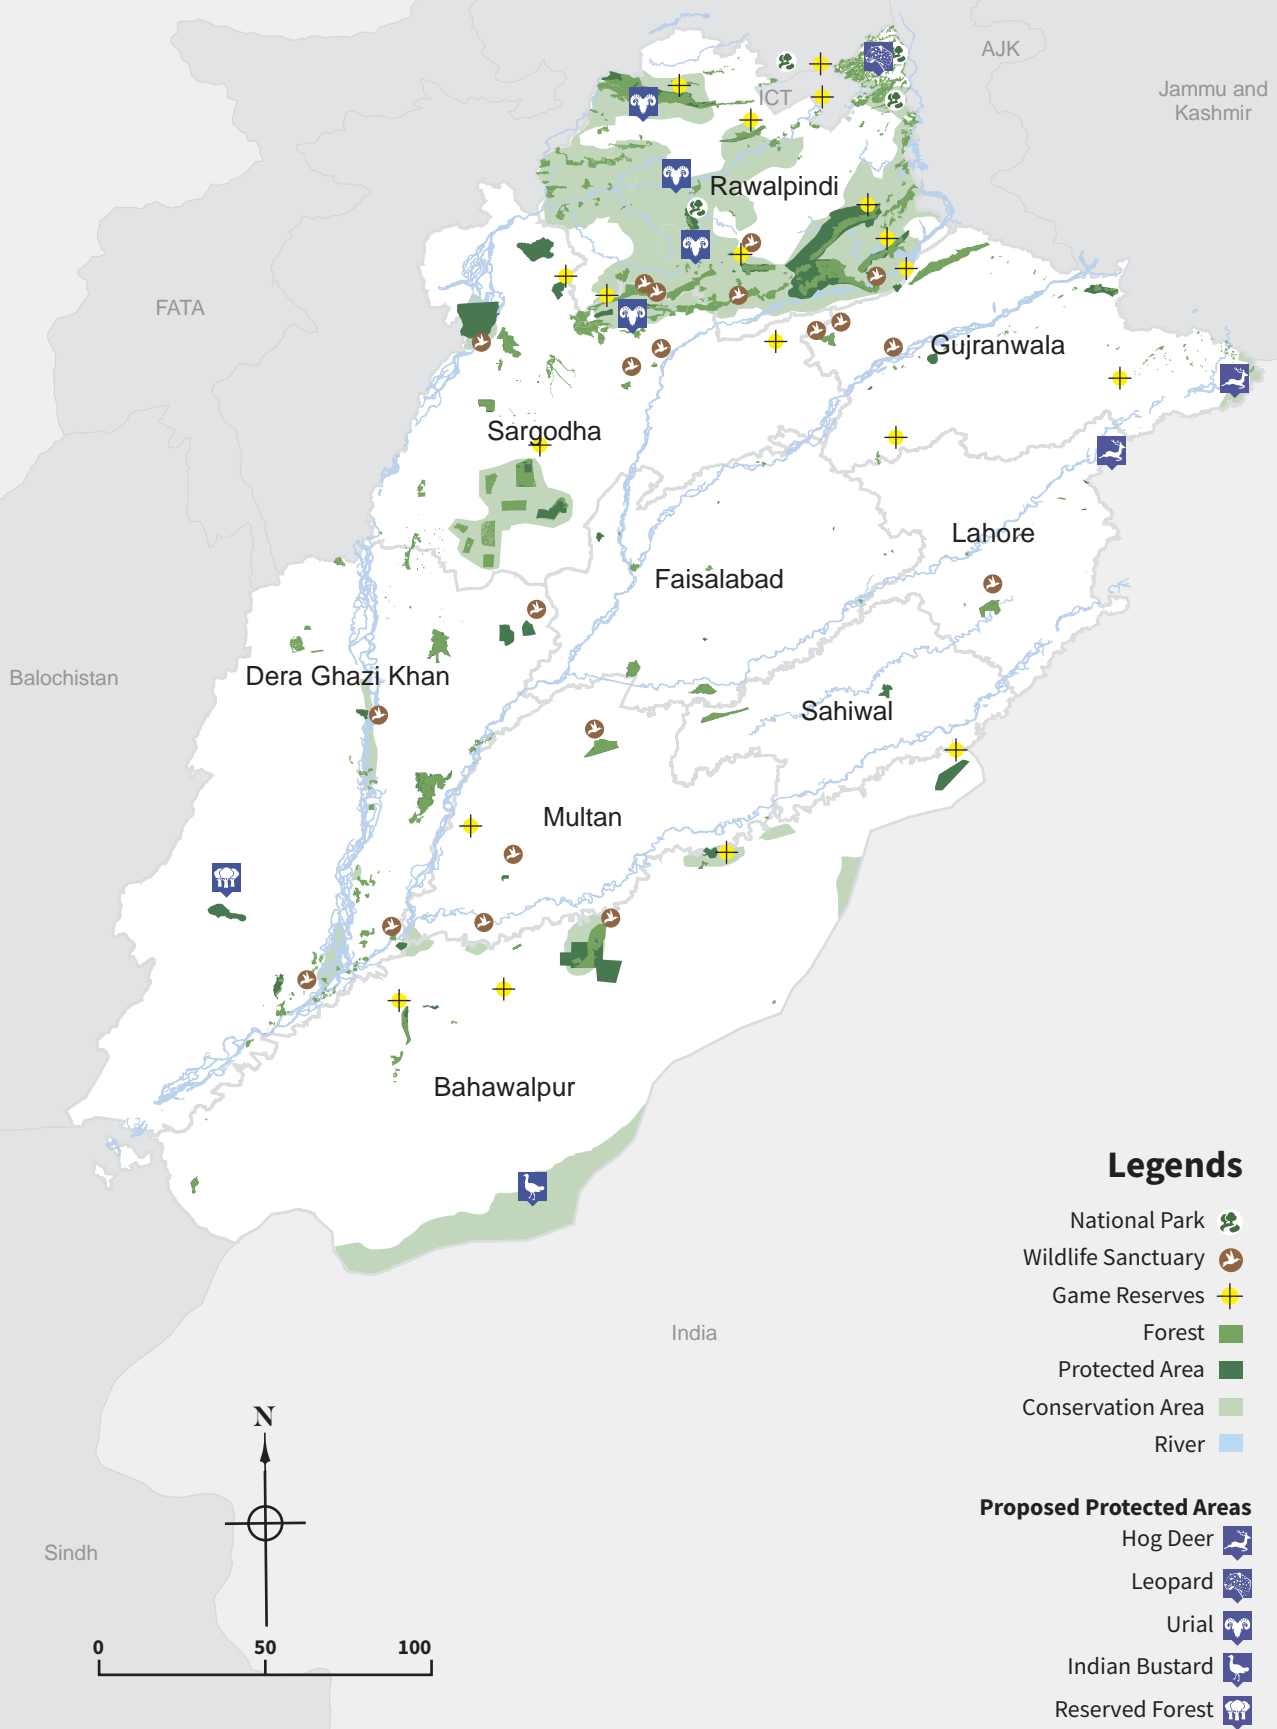 AJK
Jammu and
Kashmir
ICT
Rawalpindi
FATA
Gujranwala
Sargodha
Lahore
Faisalabad
Balochistan
Dera Ghazi Khan
Sahiwal
Multan
Bahawalpur
India
Sindh
Legends
National Park
Wildlife Sanctuary
Game Reserves
Forest
Protected Area
Conservation Area
River
Proposed Protected Areas
Hog Deer
Leopard
Urial
Indian Bustard
Reserved Forest
N
0 50 100